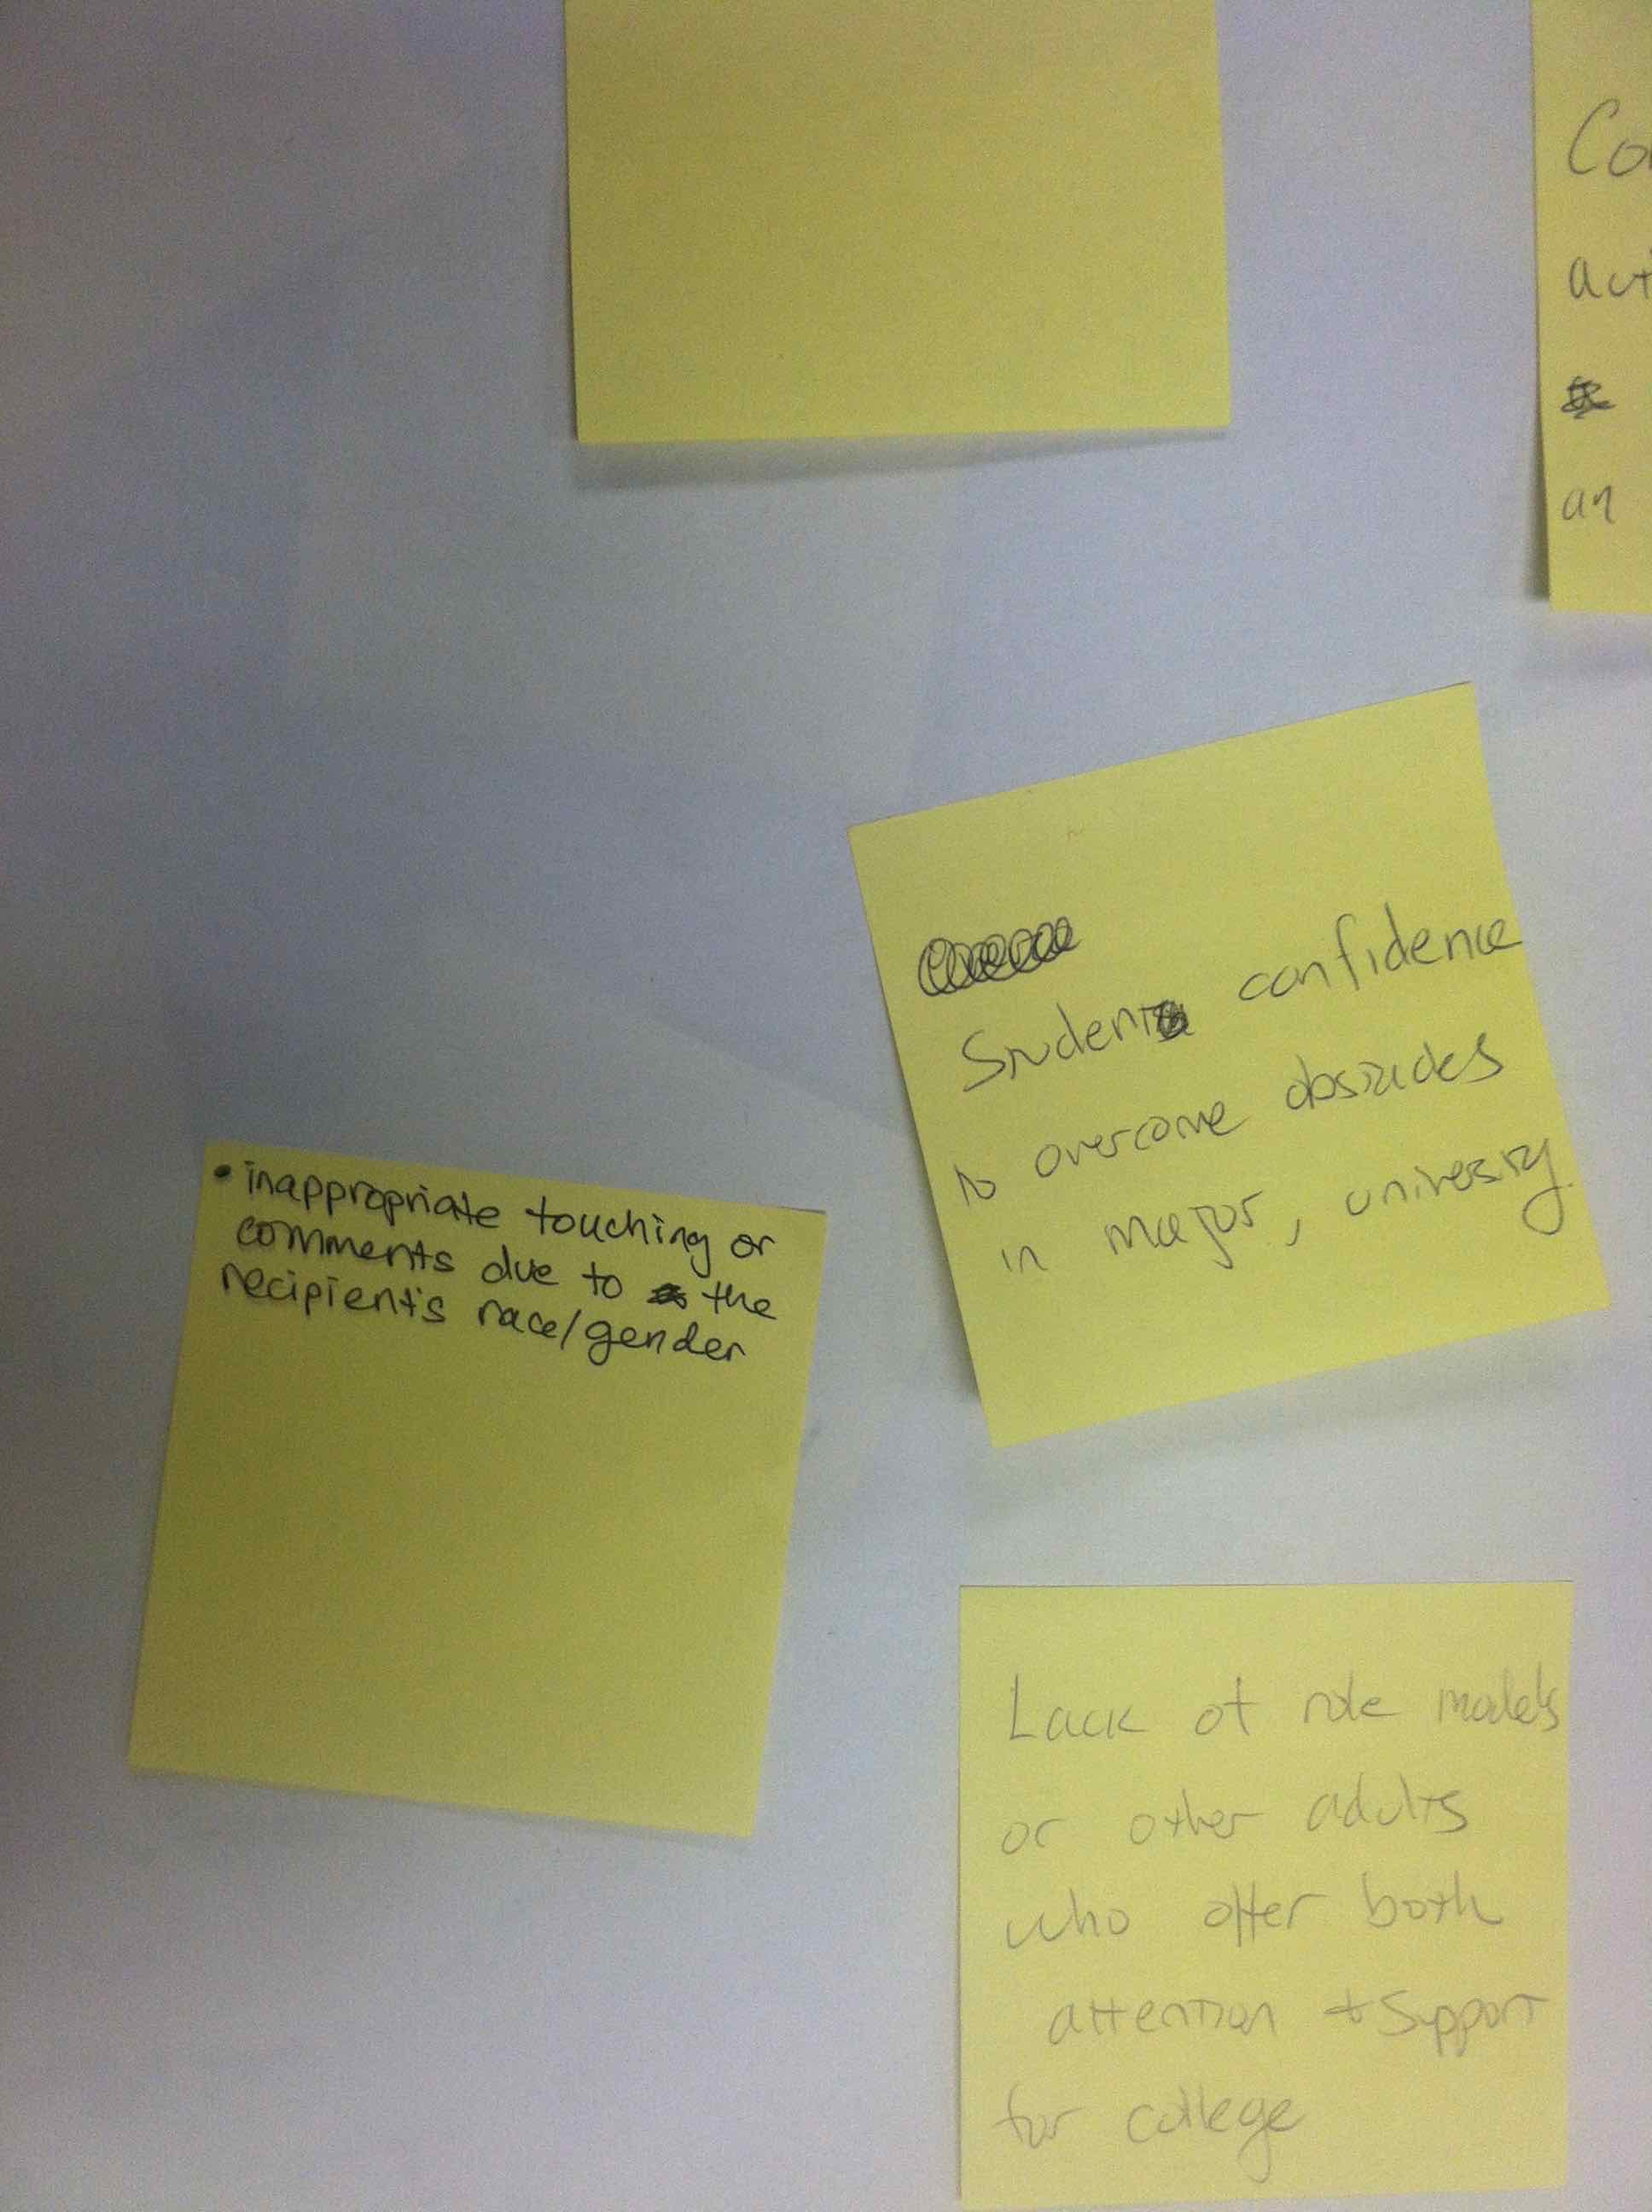 Co
act
an
Student confidence
to overcome obstacles
in major, university
• inappropriate touching or
comments due to the
recipient's race/gender
Lack of role models
or other adults
who offer both
attention + support
for college